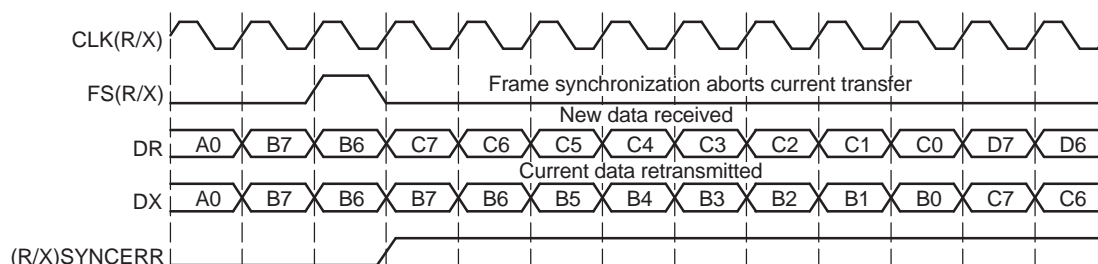 CLK(R/X)
FS(R/X)
Frame synchronization aborts current transfer
New data received
DR
A0 B7 B6 C7 C6 C5 C4 C3 C2 C1 C0 D7 D6
Current data retransmitted
DX
A0 B7 B6 B7 B6 B5 B4 B3 B2 B1 B0 C7 C6
(R/X)SYNCERR